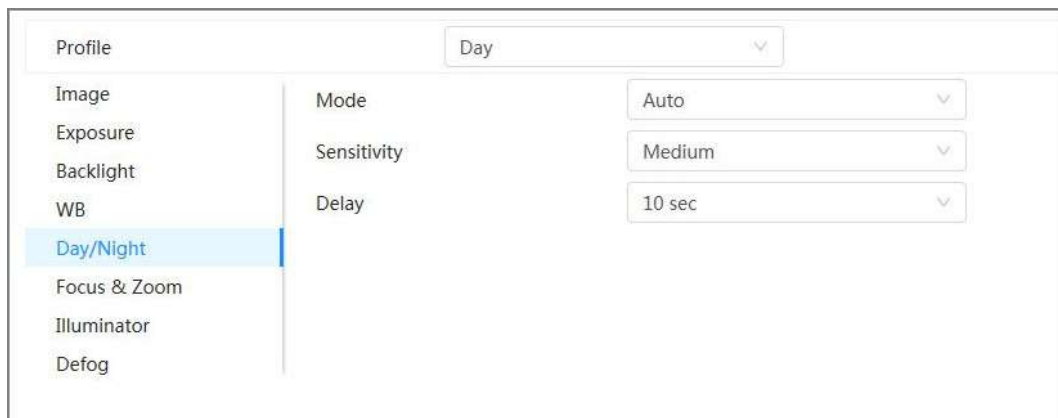 Profile Day
Image
Exposure
Backlight
WB
Day/Night
Focus & Zoom
Illuminator
Defog
Mode Auto
Sensitivity Medium
Delay 10 sec